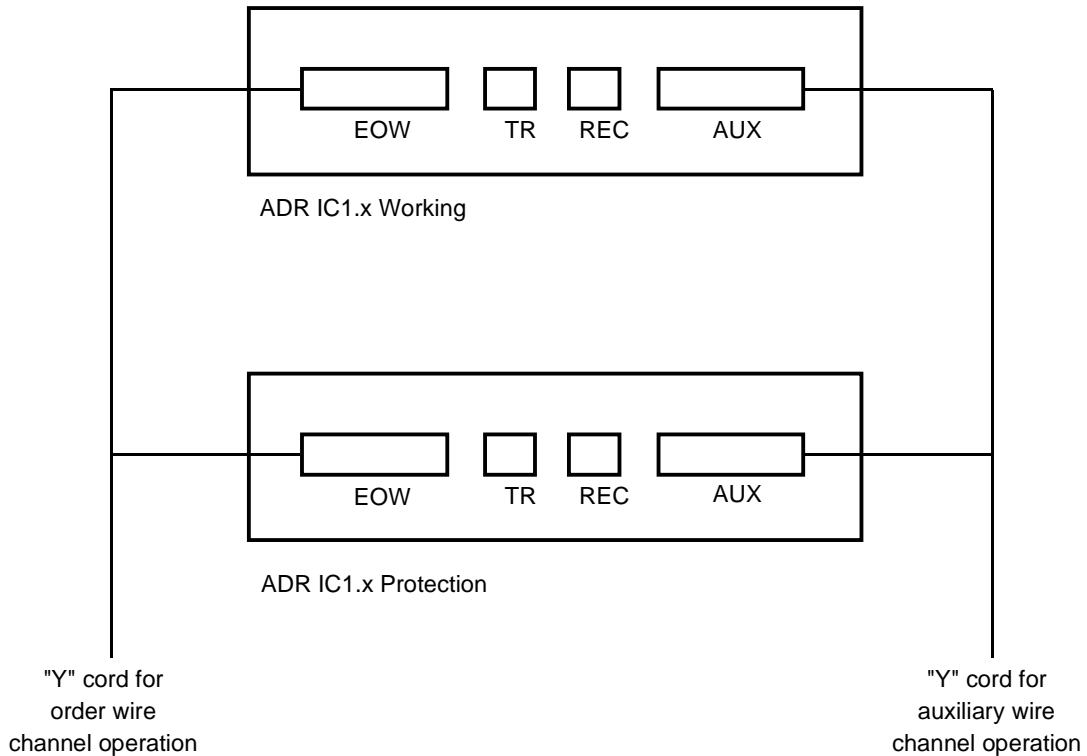 EOW TR REC AUX
ADR IC1.x Working
EOW TR REC AUX
ADR IC1.x Protection
"Y" cord for
order wire
channel operation
"Y" cord for
auxiliary wire
channel operation